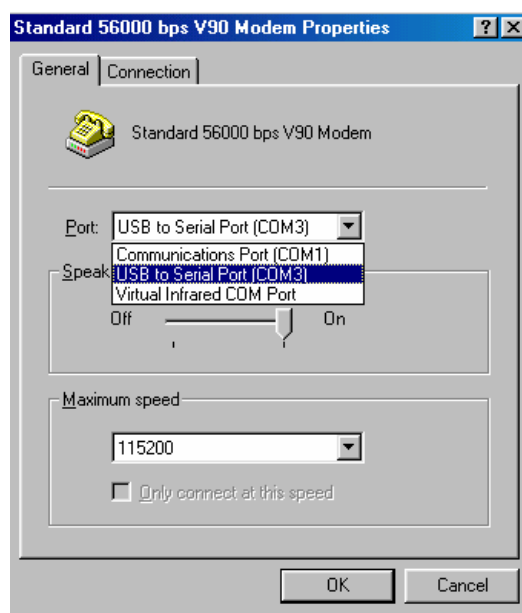 Standard 56000 bps V90 Modem Properties
General Connection
Standard 56000 bps V90 Modem
Port: USB to Serial Port (COM3)
Communications Port (COM1)
USB to Serial Port (COM3)
Virtual Infrared COM Port
Speak
Off On
Maximum speed
115200
Only connect at this speed
OK Cancel